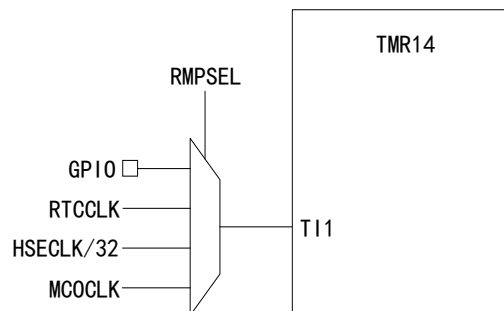 TMR14
RMPSEL
GPIO
RTCCLK
TI1
HSECLK/32
MCOCLK